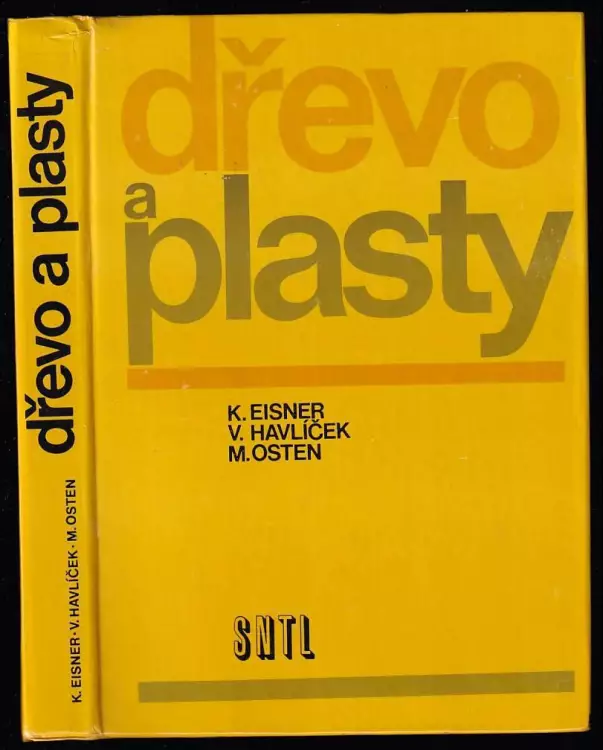 dřevo a plasty
K. EISNER · V. HAVLÍČEK · M. OSTEN
dřevo
a
plasty
K. EISNER
V. HAVLÍČEK
M. OSTEN
SNTL